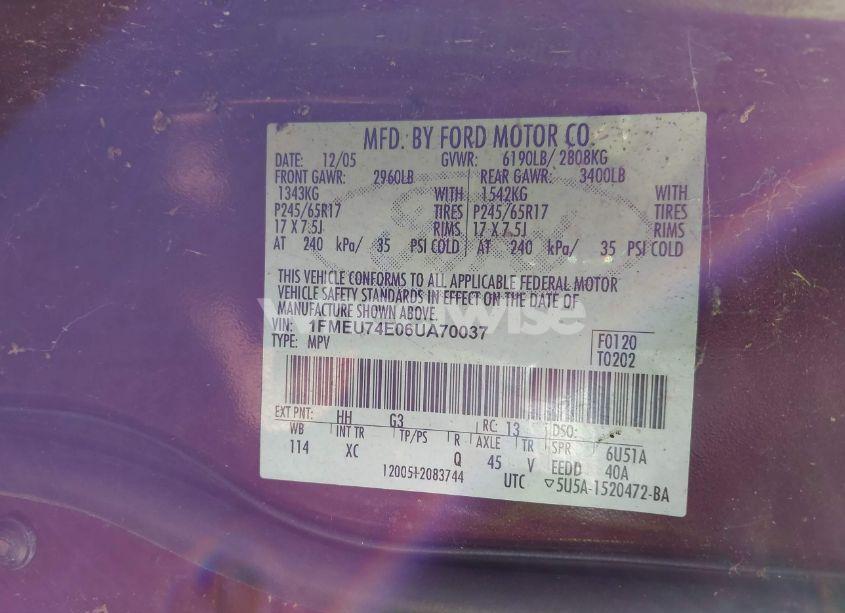 MFD. BY FORD MOTOR CO.
DATE: 12/05 GVWR: 6190LB/ 2808KG
FRONT GAWR: 2960LB REAR GAWR: 3400LB
1343KG WITH 1542KG WITH
P245/65R17 TIRES P245/65R17 TIRES
17 X 7.5J RIMS 17 X 7.5J RIMS
AT 240 kPa/ 35 PSI COLD AT 240 kPa/ 35 PSI COLD
THIS VEHICLE CONFORMS TO ALL APPLICABLE FEDERAL MOTOR
VEHICLE SAFETY STANDARDS IN EFFECT ON THE DATE OF
MANUFACTURE SHOWN ABOVE.
VIN: 1FMEU74E06UA70037
TYPE: MPV
F0120
T0202
EXT PNT: HH G3 RC: 13 DSO:
WB INT TR TP/PS R AXLE TR SPR 6U51A
114 XC Q 45 V EEDD 40A
1200512083744 UTC ▽5U5A-1520472-BA